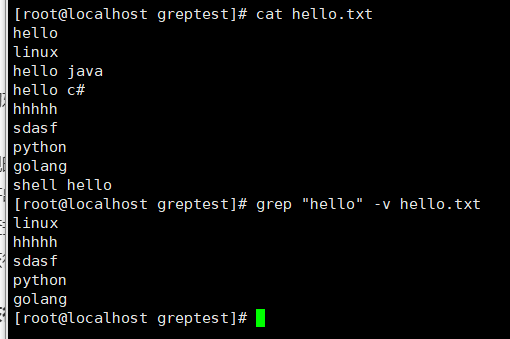 [root@localhost greptest]# cat hello.txt
hello
linux
hello java
hello c#
hhhhh
sdasf
python
golang
shell hello
[root@localhost greptest]# grep "hello" -v hello.txt
linux
hhhhh
sdasf
python
golang
[root@localhost greptest]#